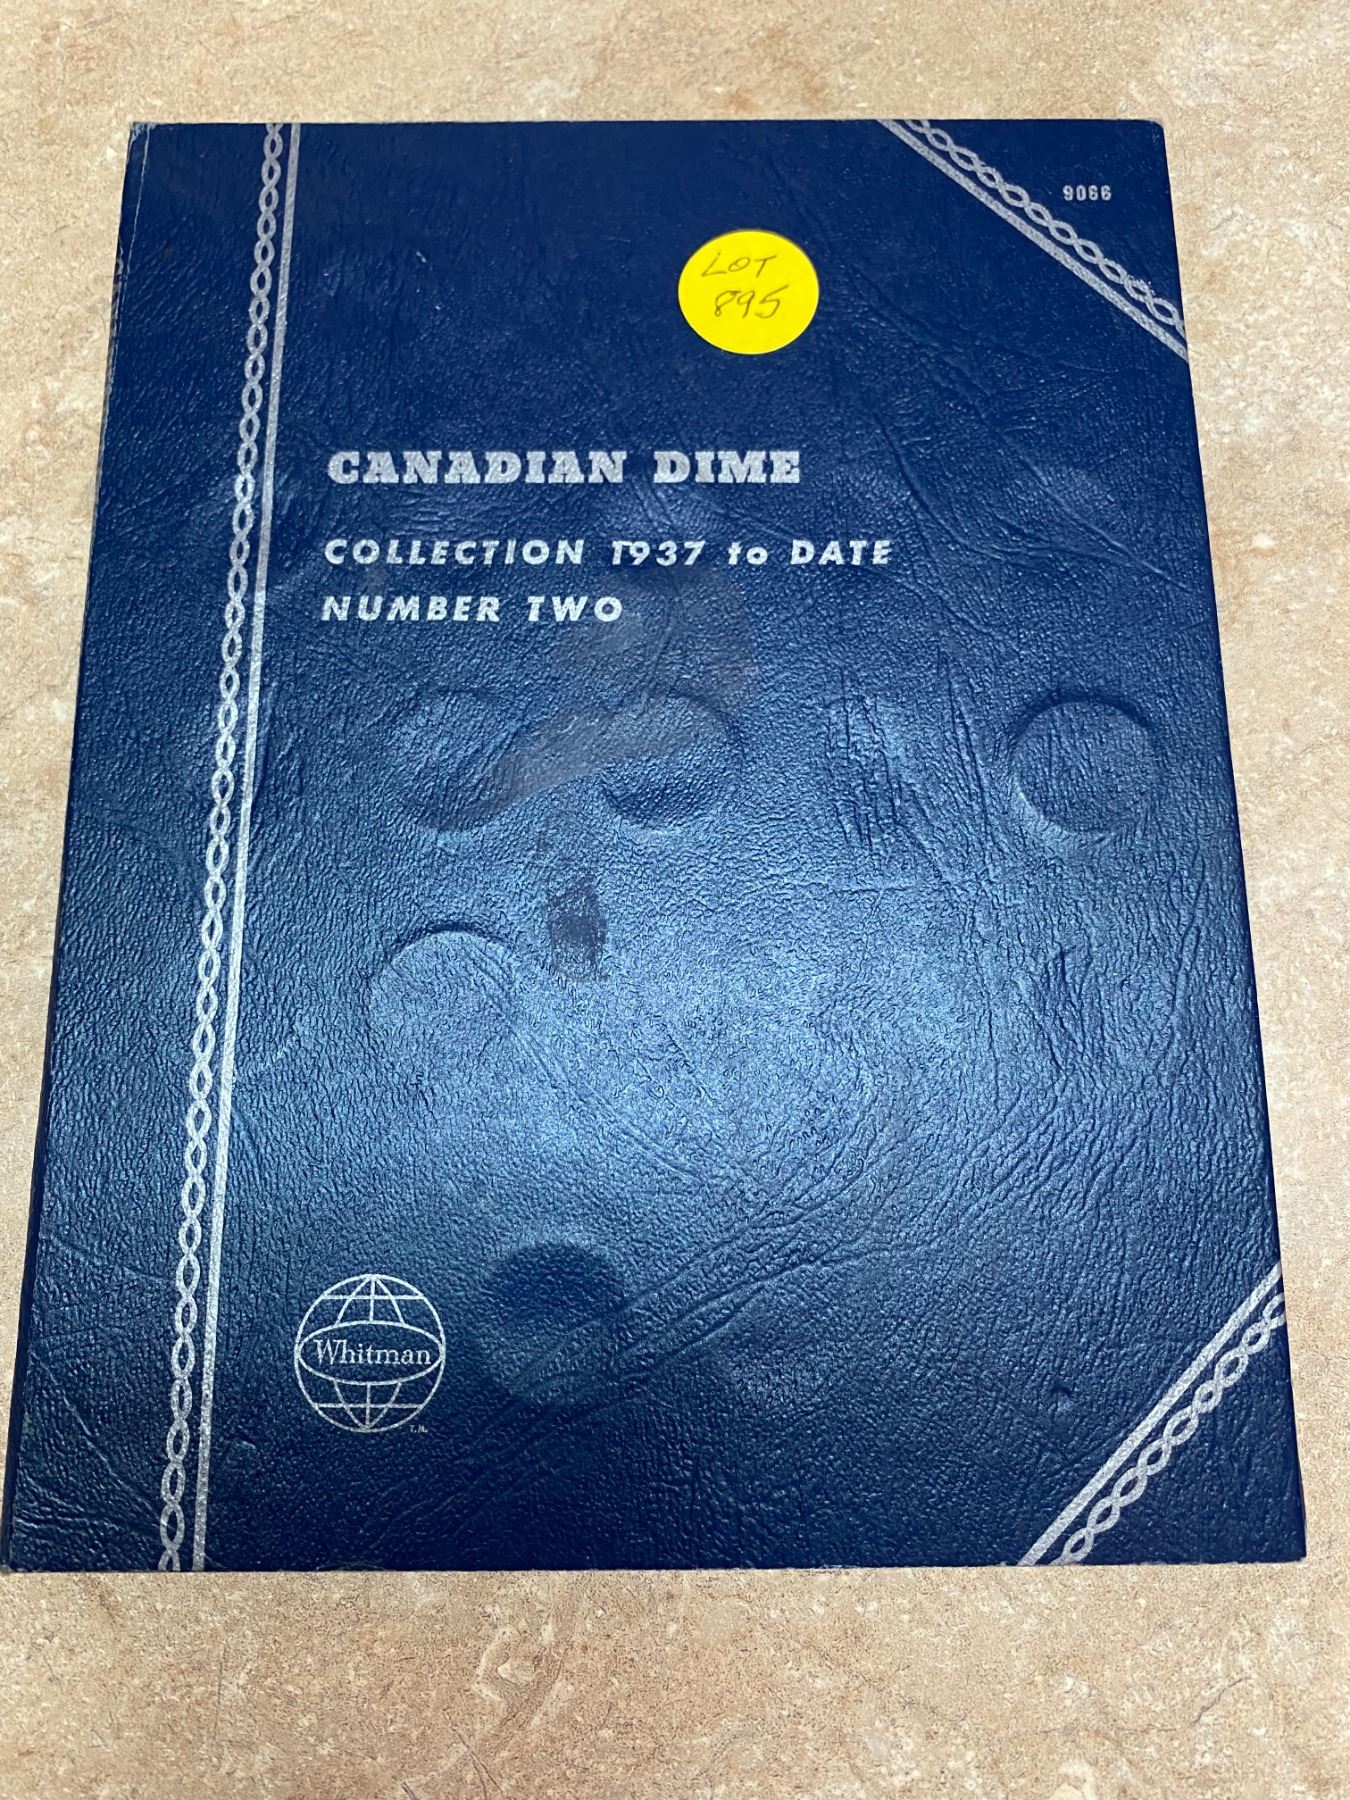 9066
LOT
895
CANADIAN DIME
COLLECTION 1937 to DATE
NUMBER TWO
Whitman
T.M.